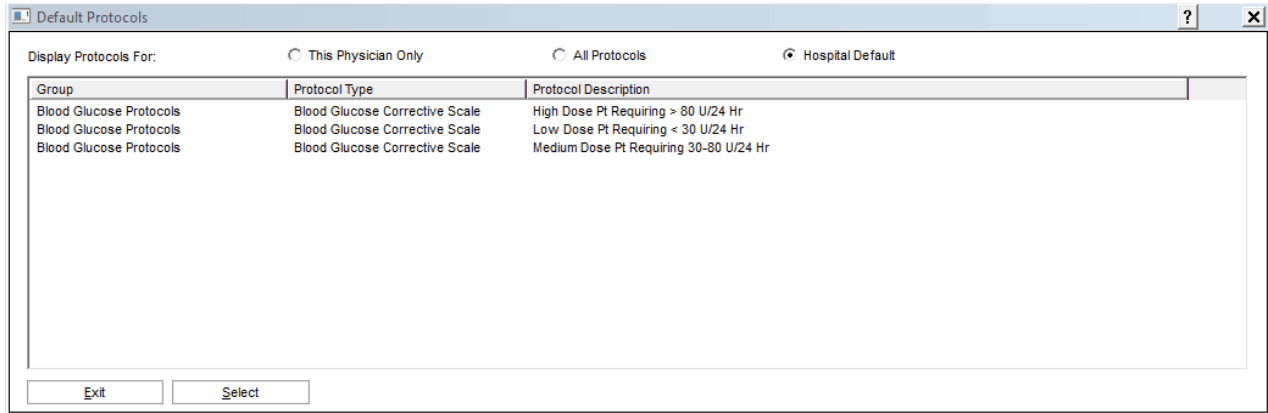 Default Protocols ? X
Display Protocols For: This Physician Only All Protocols Hospital Default
Group Protocol Type Protocol Description
Blood Glucose Protocols Blood Glucose Corrective Scale High Dose Pt Requiring > 80 U/24 Hr
Blood Glucose Protocols Blood Glucose Corrective Scale Low Dose Pt Requiring < 30 U/24 Hr
Blood Glucose Protocols Blood Glucose Corrective Scale Medium Dose Pt Requiring 30-80 U/24 Hr
Exit Select